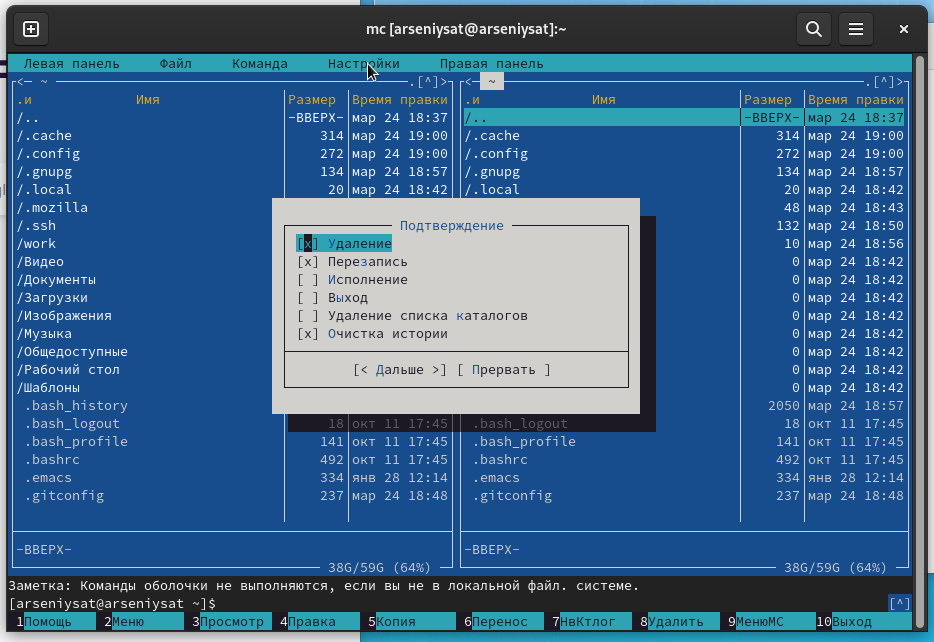 mc [arseniysat@arseniysat]:~
Левая панель Файл Команда Настройки Правая панель
<— ~ .[^]> <— ~ .[^]>
.и Имя Размер Время правки .и Имя Размер Время правки
/.. -ВВЕРХ- мар 24 18:37 /.. -ВВЕРХ- мар 24 18:37
/.cache 314 мар 24 19:00 /.cache 314 мар 24 19:00
/.config 272 мар 24 19:00 /.config 272 мар 24 19:00
/.gnupg 134 мар 24 18:57 /.gnupg 134 мар 24 18:57
/.local 20 мар 24 18:42 /.local 20 мар 24 18:42
/.mozilla 48 мар 24 18:43
/.ssh 132 мар 24 18:50
/work 10 мар 24 18:56
/Видео 0 мар 24 18:42
/Документы 0 мар 24 18:42
/Загрузки 0 мар 24 18:42
/Изображения 0 мар 24 18:42
/Музыка 0 мар 24 18:42
/Общедоступные 0 мар 24 18:42
/Рабочий стол 0 мар 24 18:42
/Шаблоны 0 мар 24 18:42
.bash_history 2050 мар 24 18:57
.bash_logout 18 окт 11 17:45 .bash_logout 18 окт 11 17:45
.bash_profile 141 окт 11 17:45 .bash_profile 141 окт 11 17:45
.bashrc 492 окт 11 17:45 .bashrc 492 окт 11 17:45
.emacs 334 янв 28 12:14 .emacs 334 янв 28 12:14
.gitconfig 237 мар 24 18:48 .gitconfig 237 мар 24 18:48
Подтверждение
[x] Удаление
[x] Перезапись
[ ] Исполнение
[ ] Выход
[ ] Удаление списка каталогов
[x] Очистка истории
[< Дальше >] [ Прервать ]
-ВВЕРХ- -ВВЕРХ-
38G/59G (64%) 38G/59G (64%)
Заметка: Команды оболочки не выполняются, если вы не в локальной файл. системе.
[arseniysat@arseniysat ~]$ [^]
1Помощь 2Меню 3Просмотр 4Правка 5Копия 6Перенос 7НвКтлог 8Удалить 9МенюМС 10Выход